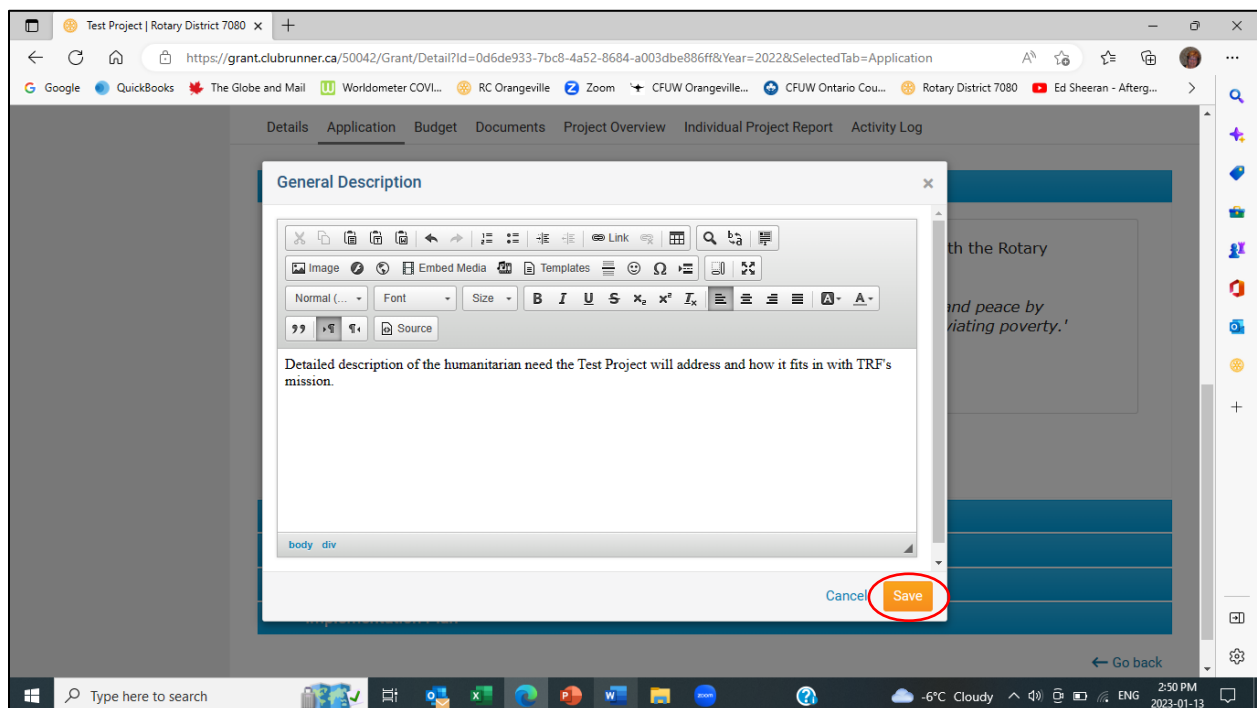 Test Project | Rotary District 7080
https://grant.clubrunner.ca/50042/Grant/Detail?Id=0d6de933-7bc8-4a52-8684-a003dbe886ff&Year=2022&SelectedTab=Application
Google QuickBooks The Globe and Mail Worldometer COVI... RC Orangeville Zoom CFUW Orangeville... CFUW Ontario Cou... Rotary District 7080 Ed Sheeran - Afterg...
Details Application Budget Documents Project Overview Individual Project Report Activity Log
General Description
Link
Image Embed Media Templates
Normal (... Font Size B I U S
Source
th the Rotary
and peace by
viating poverty.'
Detailed description of the humanitarian need the Test Project will address and how it fits in with TRF's
mission.
body div
Cancel Save
Implementation Plan
Go back
Type here to search
-6°C Cloudy ENG 2:50 PM
2023-01-13